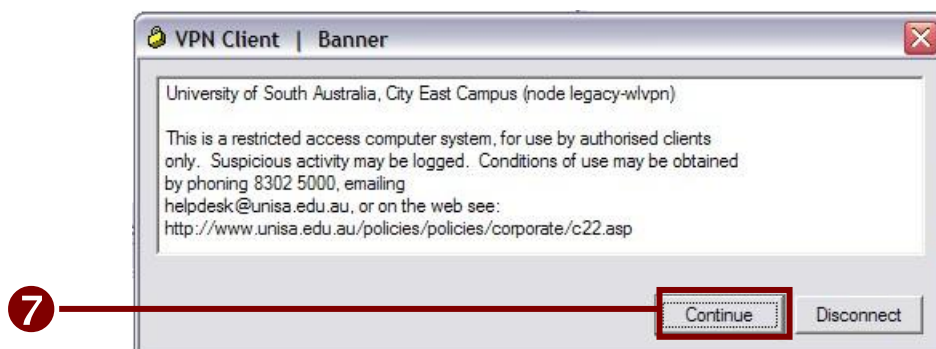 VPN Client | Banner
University of South Australia, City East Campus (node legacy-wlvpn)
This is a restricted access computer system, for use by authorised clients
only. Suspicious activity may be logged. Conditions of use may be obtained
by phoning 8302 5000, emailing
helpdesk@unisa.edu.au, or on the web see:
http://www.unisa.edu.au/policies/policies/corporate/c22.asp
7
Continue Disconnect